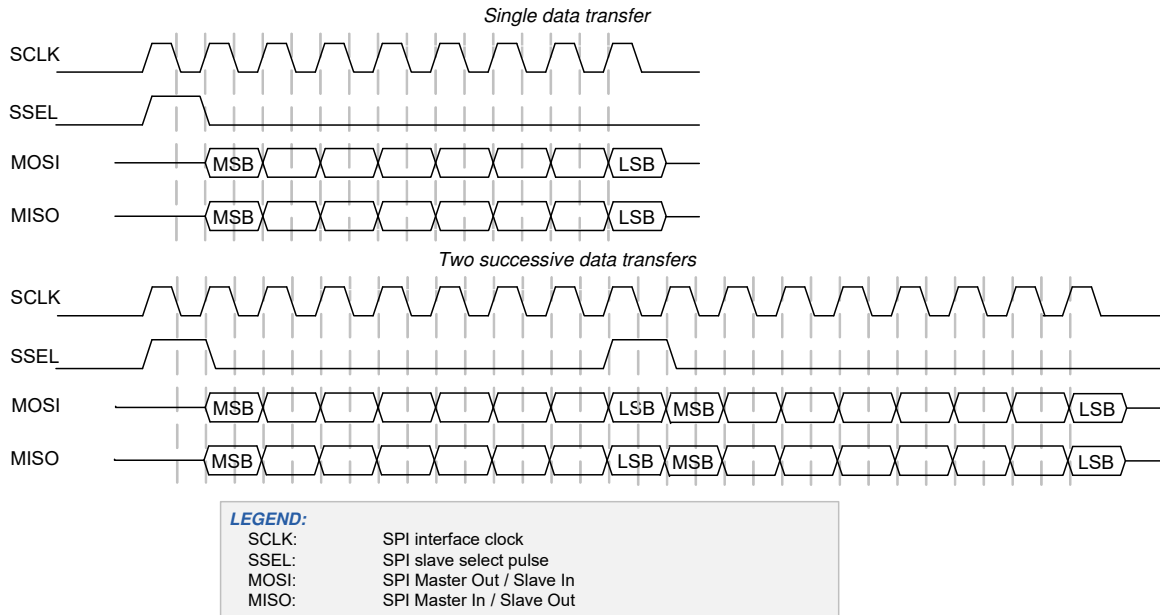 Single data transfer
SCLK
SSEL
MOSI MSB LSB
MISO MSB LSB
Two successive data transfers
SCLK
SSEL
MOSI MSB LSB MSB LSB
MISO MSB LSB MSB LSB
LEGEND:
SCLK: SPI interface clock
SSEL: SPI slave select pulse
MOSI: SPI Master Out / Slave In
MISO: SPI Master In / Slave Out